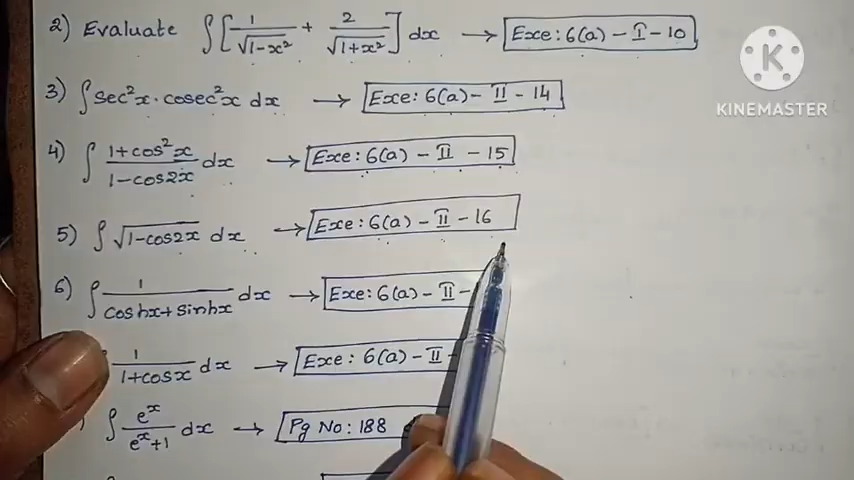 2) Evaluate ∫[1/√(1-x²) + 2/√(1+x²)] dx → Exe: 6(a) - II - 10
3) ∫ sec²x · cosec²x dx → Exe: 6(a) - II - 14
4) ∫ (1+cos²x)/(1-cos2x) dx → Exe: 6(a) - II - 15
5) ∫ √(1-cos2x) dx → Exe: 6(a) - II - 16
6) ∫ 1/(coshx + sinhx) dx → Exe: 6(a) - II -
1/(1+cosx) dx → Exe: 6(a) - II -
) ∫ eˣ/(eˣ+1) dx → Pg No: 188
KINEMASTER